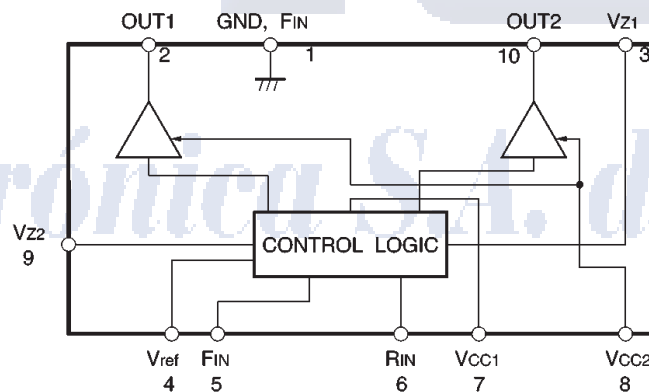 OUT1 GND, FIN OUT2 VZ1
2 1 10 3
rónica S.A. d
VZ2
9
CONTROL LOGIC
Vref FIN RIN VCC1 VCC2
4 5 6 7 8